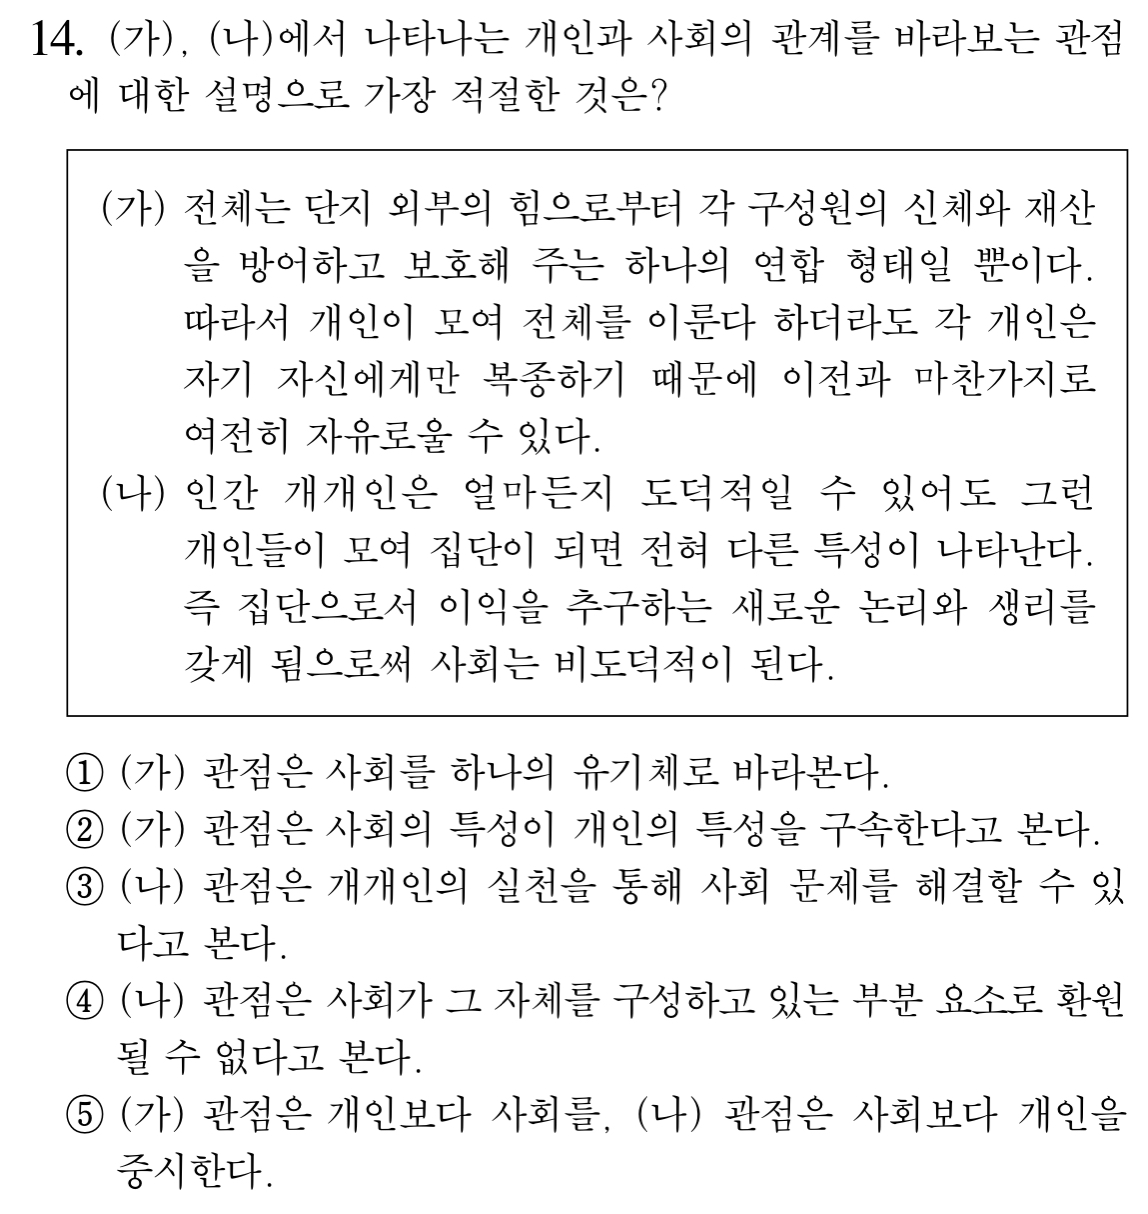 14. (가), (나)에서 나타나는 개인과 사회의 관계를 바라보는 관점
에 대한 설명으로 가장 적절한 것은?
(가) 전체는 단지 외부의 힘으로부터 각 구성원의 신체와 재산
을 방어하고 보호해 주는 하나의 연합 형태일 뿐이다.
따라서 개인이 모여 전체를 이룬다 하더라도 각 개인은
자기 자신에게만 복종하기 때문에 이전과 마찬가지로
여전히 자유로울 수 있다.
(나) 인간 개개인은 얼마든지 도덕적일 수 있어도 그런
개인들이 모여 집단이 되면 전혀 다른 특성이 나타난다.
즉 집단으로서 이익을 추구하는 새로운 논리와 생리를
갖게 됨으로써 사회는 비도덕적이 된다.
① (가) 관점은 사회를 하나의 유기체로 바라본다.
② (가) 관점은 사회의 특성이 개인의 특성을 구속한다고 본다.
③ (나) 관점은 개개인의 실천을 통해 사회 문제를 해결할 수 있
다고 본다.
④ (나) 관점은 사회가 그 자체를 구성하고 있는 부분 요소로 환원
될 수 없다고 본다.
⑤ (가) 관점은 개인보다 사회를, (나) 관점은 사회보다 개인을
중시한다.